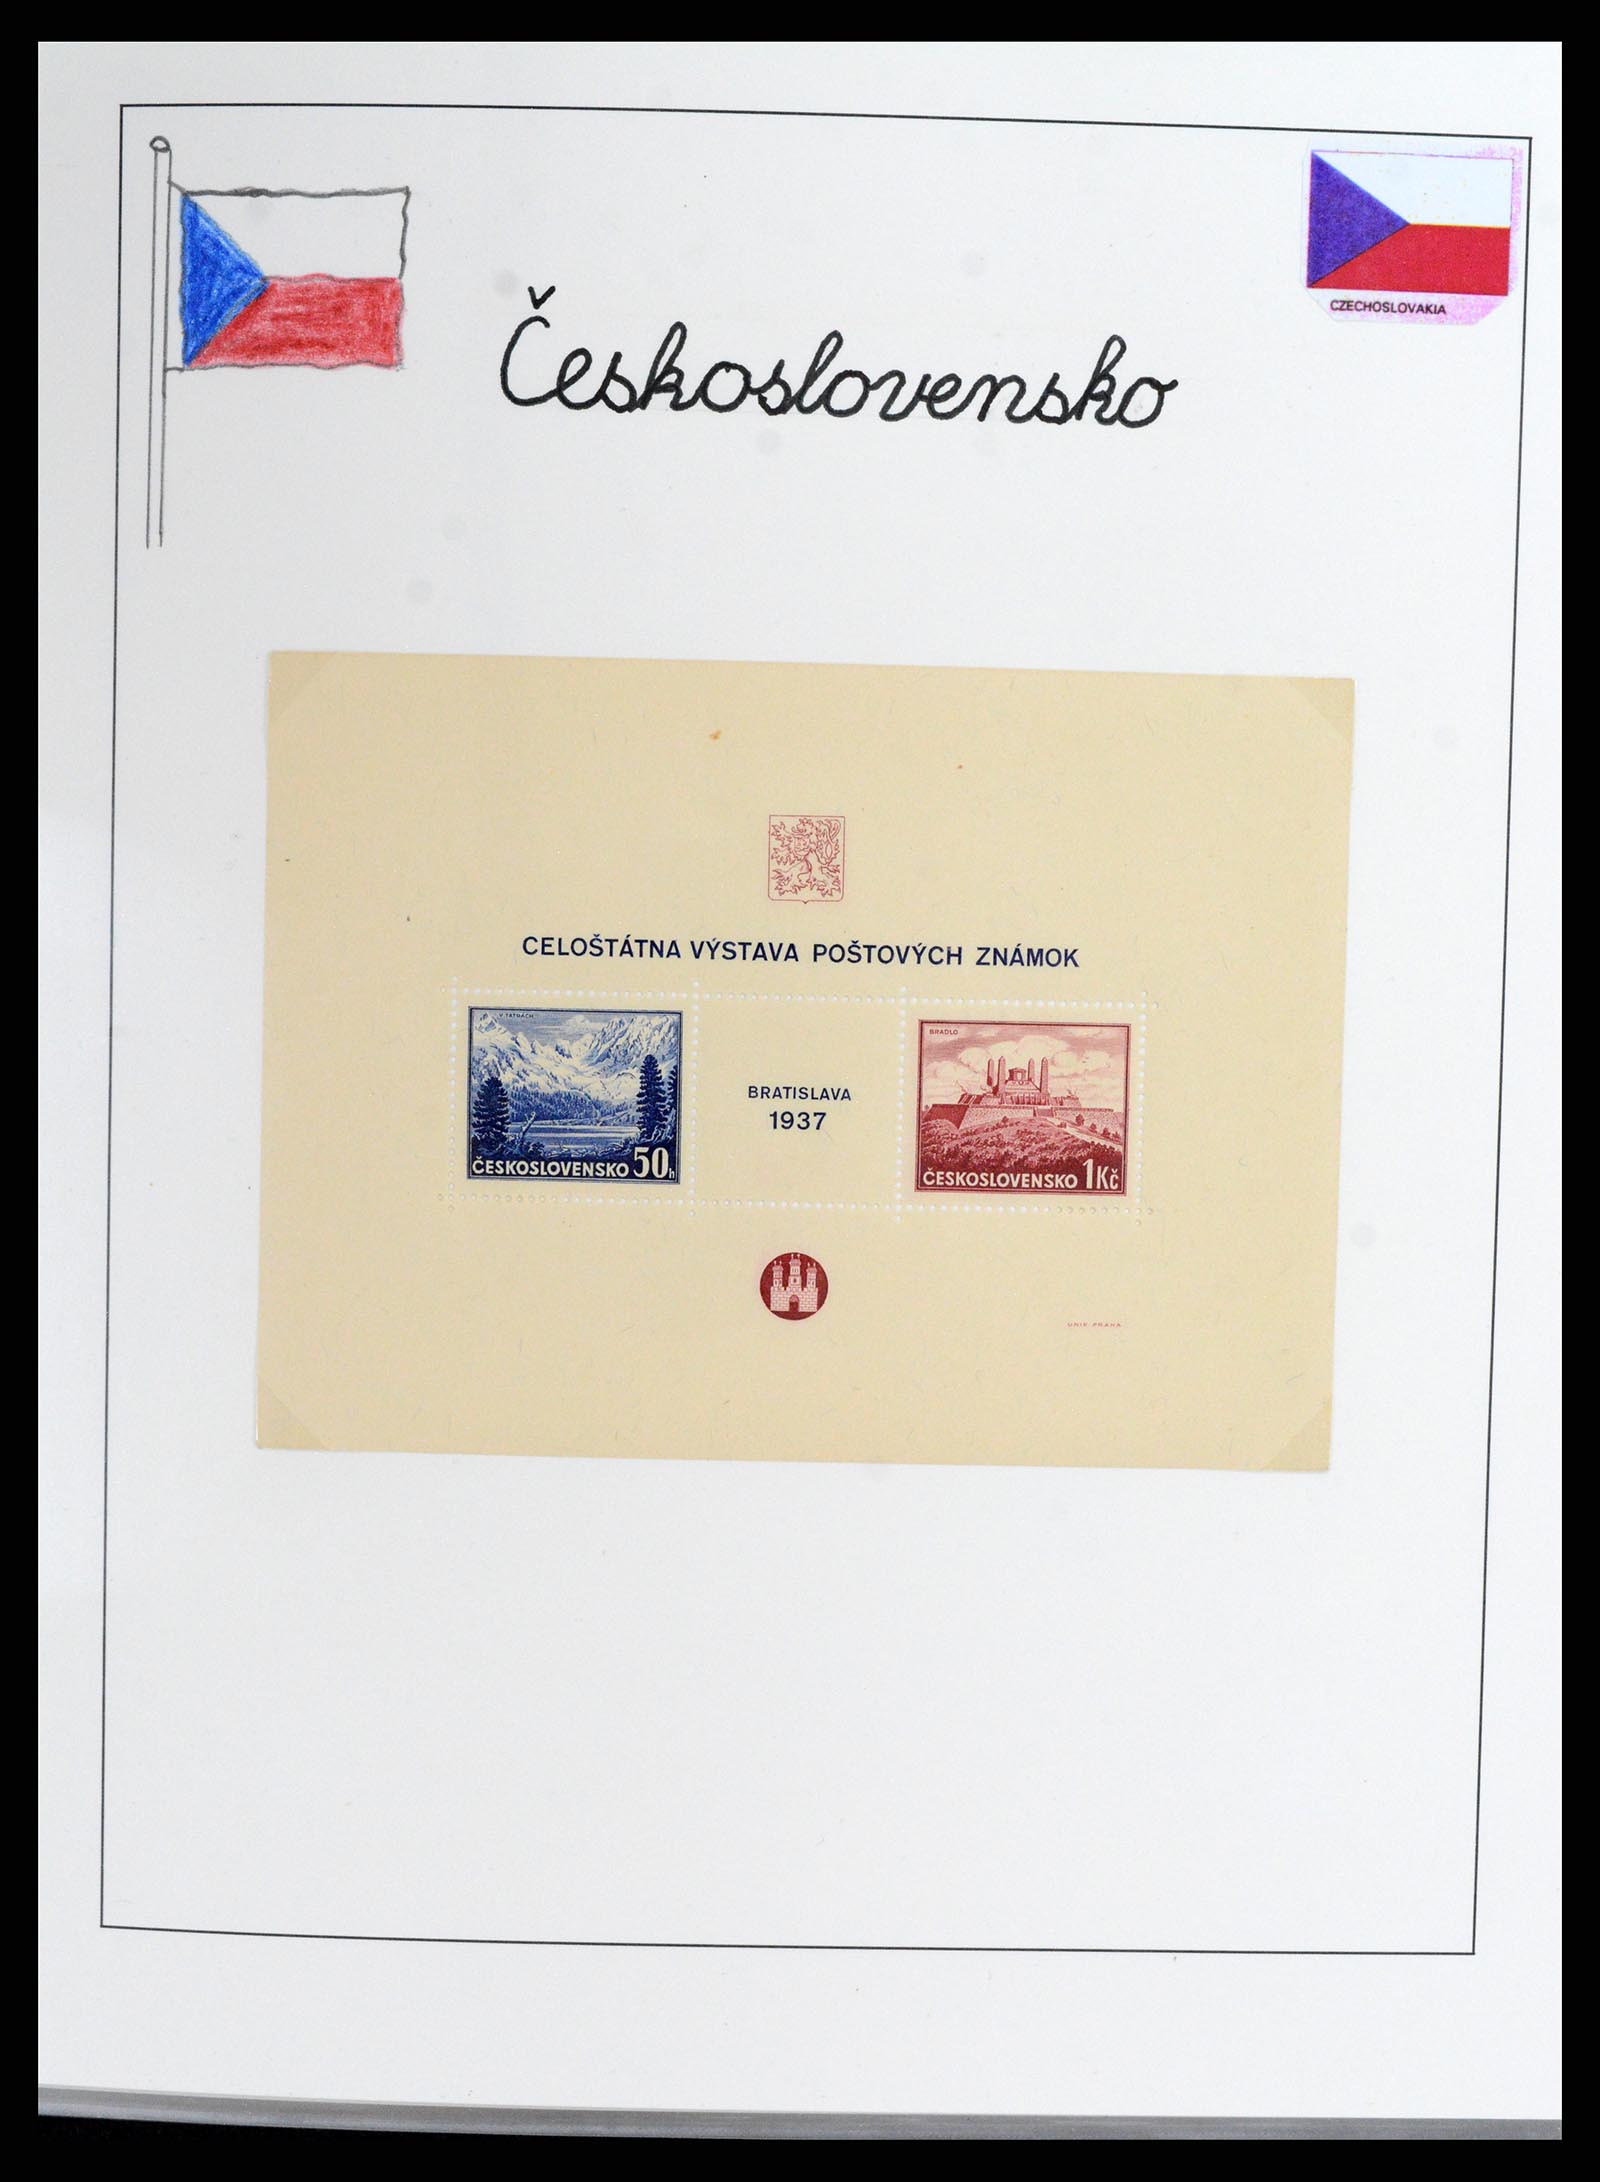 CZECHOSLOVAKIA
Československo
CELOŠTÁTNA VÝSTAVA POŠTOVÝCH ZNÁMOK
V TATRÁCH
ČESKOSLOVENSKO 50h
BRATISLAVA
1937
BRADLO
ČESKOSLOVENSKO 1Kč
UNIE PRAHA